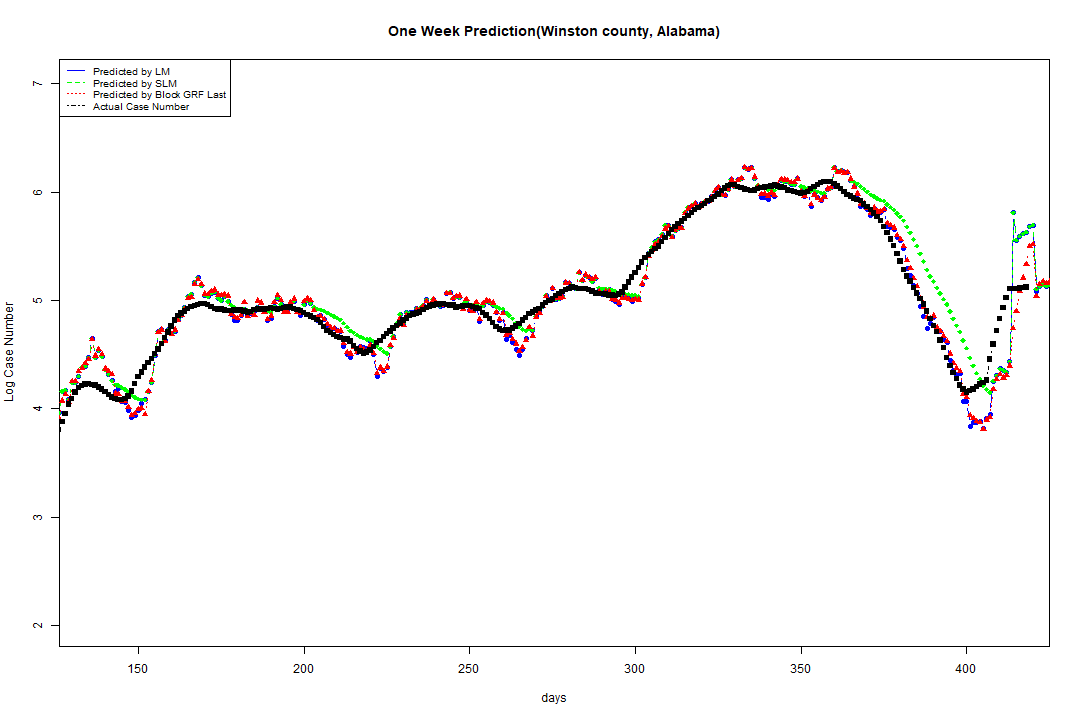 One Week Prediction(Winston county, Alabama)
Predicted by LM
Predicted by SLM
Predicted by Block GRF Last
Actual Case Number
7
6
5
4
3
2
Log Case Number
150 200 250 300 350 400
days